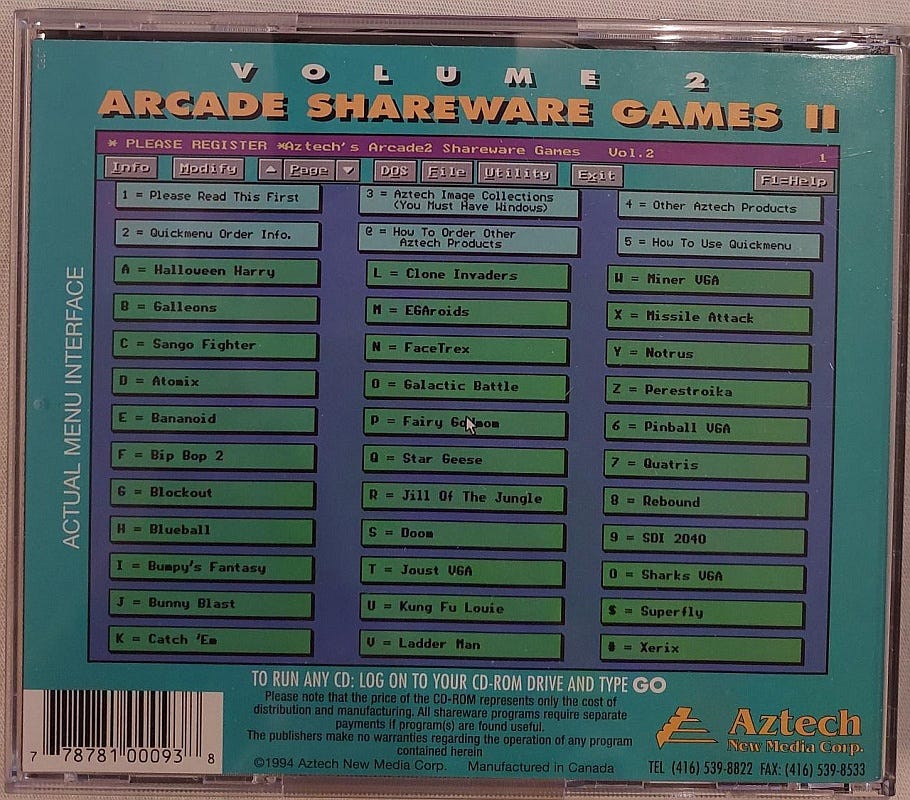 VOLUME 2
ARCADE SHAREWARE GAMES II
* PLEASE REGISTER *Aztech's Arcade2 Shareware Games Vol.2 1
Info Modify Page DOS File Utility Exit F1=Help
1 = Please Read This First
2 = Quickmenu Order Info.
3 = Aztech Image Collections
(You Must Have Windows)
@ = How To Order Other
Aztech Products
4 = Other Aztech Products
5 = How To Use Quickmenu
A = Halloween Harry
B = Galleons
C = Sango Fighter
D = Atomix
E = Bananoid
F = Bip Bop 2
G = Blockout
H = Blueball
I = Bumpy's Fantasy
J = Bunny Blast
K = Catch 'Em
L = Clone Invaders
M = EGAroids
N = FaceTrex
O = Galactic Battle
P = Fairy Godmom
Q = Star Geese
R = Jill Of The Jungle
S = Doom
T = Joust VGA
U = Kung Fu Louie
V = Ladder Man
W = Miner VGA
X = Missile Attack
Y = Notrus
Z = Perestroika
6 = Pinball VGA
7 = Quatris
8 = Rebound
9 = SDI 2040
0 = Sharks VGA
$ = Superfly
# = Xerix
ACTUAL MENU INTERFACE
TO RUN ANY CD: LOG ON TO YOUR CD-ROM DRIVE AND TYPE GO
Please note that the price of the CD-ROM represents only the cost of
distribution and manufacturing. All shareware programs require separate
payments if program(s) are found useful.
The publishers make no warranties regarding the operation of any program
contained herein
©1994 Aztech New Media Corp. Manufactured in Canada
7 78781 00093 8
Aztech
New Media Corp.
TEL (416) 539-8822 FAX: (416) 539-8533